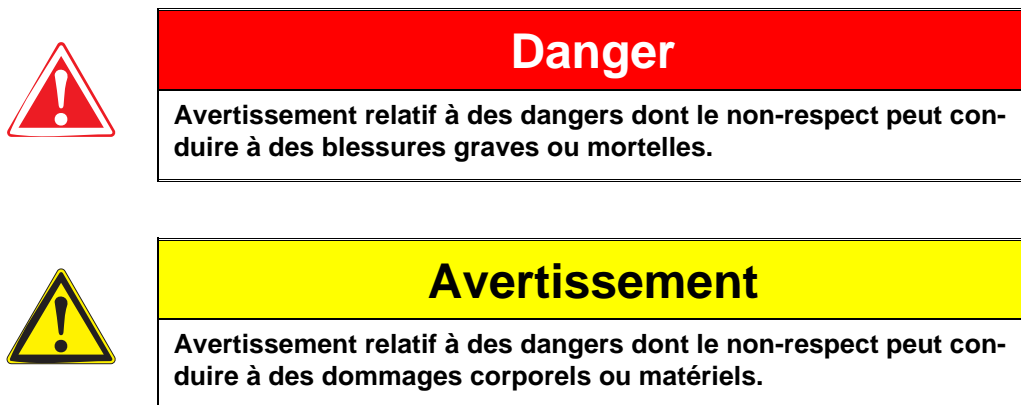 Danger
Avertissement relatif à des dangers dont le non-respect peut con-
duire à des blessures graves ou mortelles.
Avertissement
Avertissement relatif à des dangers dont le non-respect peut con-
duire à des dommages corporels ou matériels.